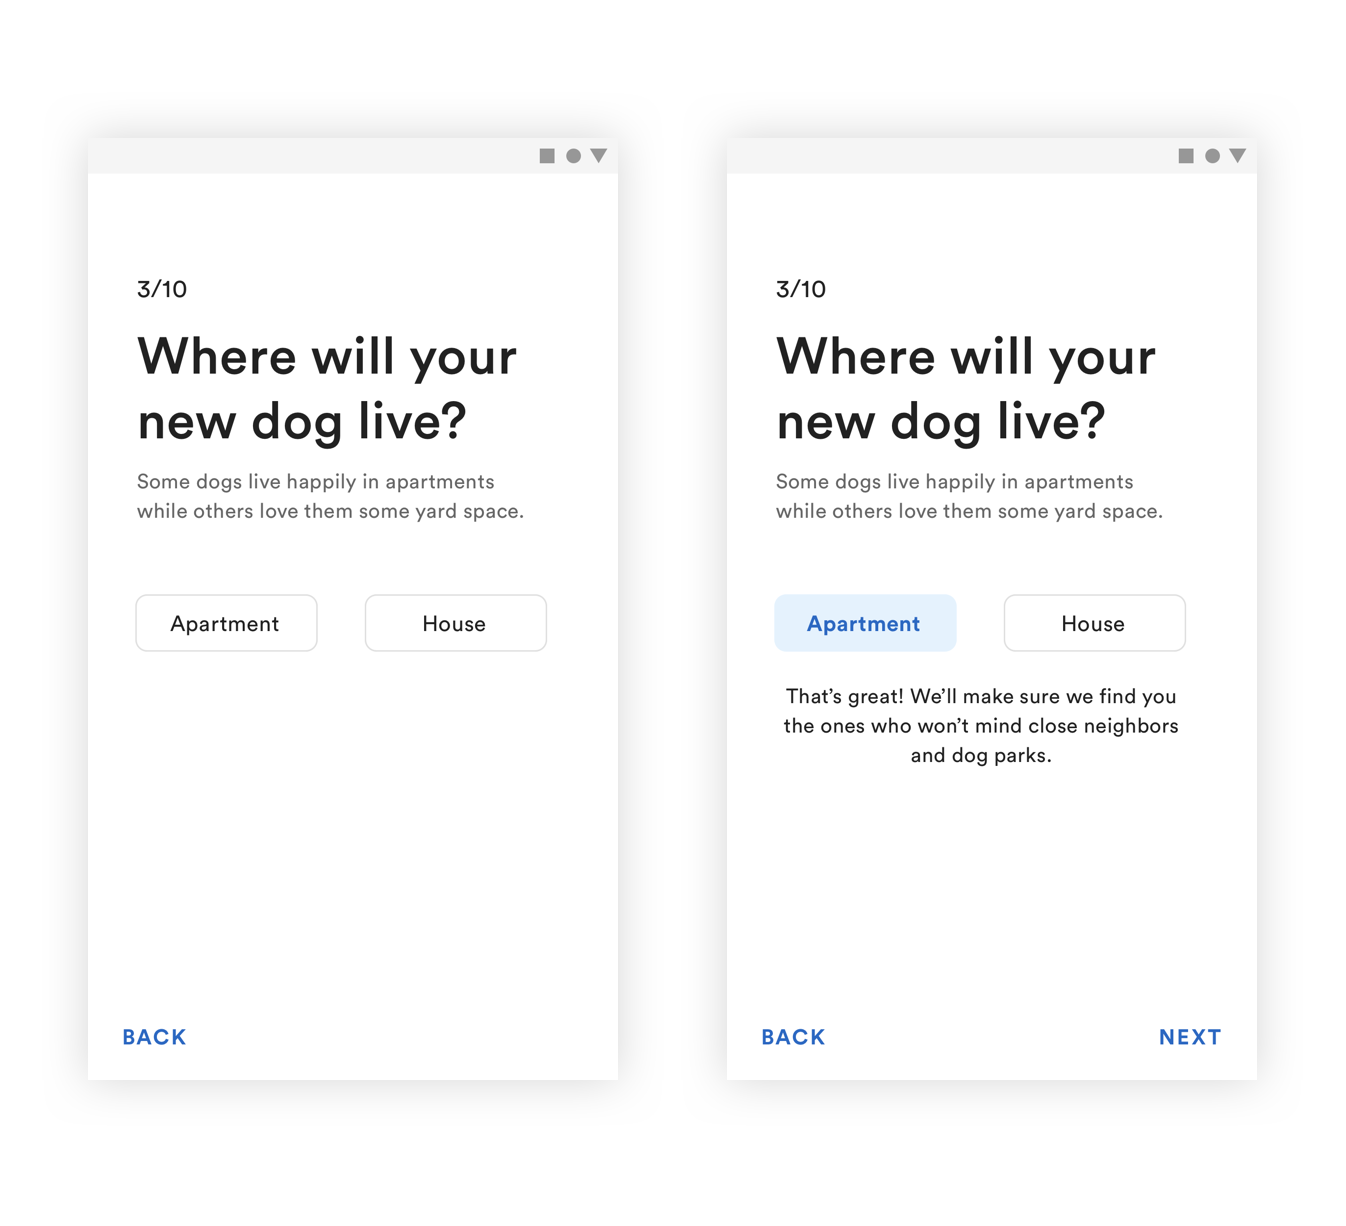 3/10
Where will your
new dog live?
Some dogs live happily in apartments
while others love them some yard space.
Apartment
House
BACK
3/10
Where will your
new dog live?
Some dogs live happily in apartments
while others love them some yard space.
Apartment
House
That’s great! We’ll make sure we find you
the ones who won’t mind close neighbors
and dog parks.
BACK
NEXT